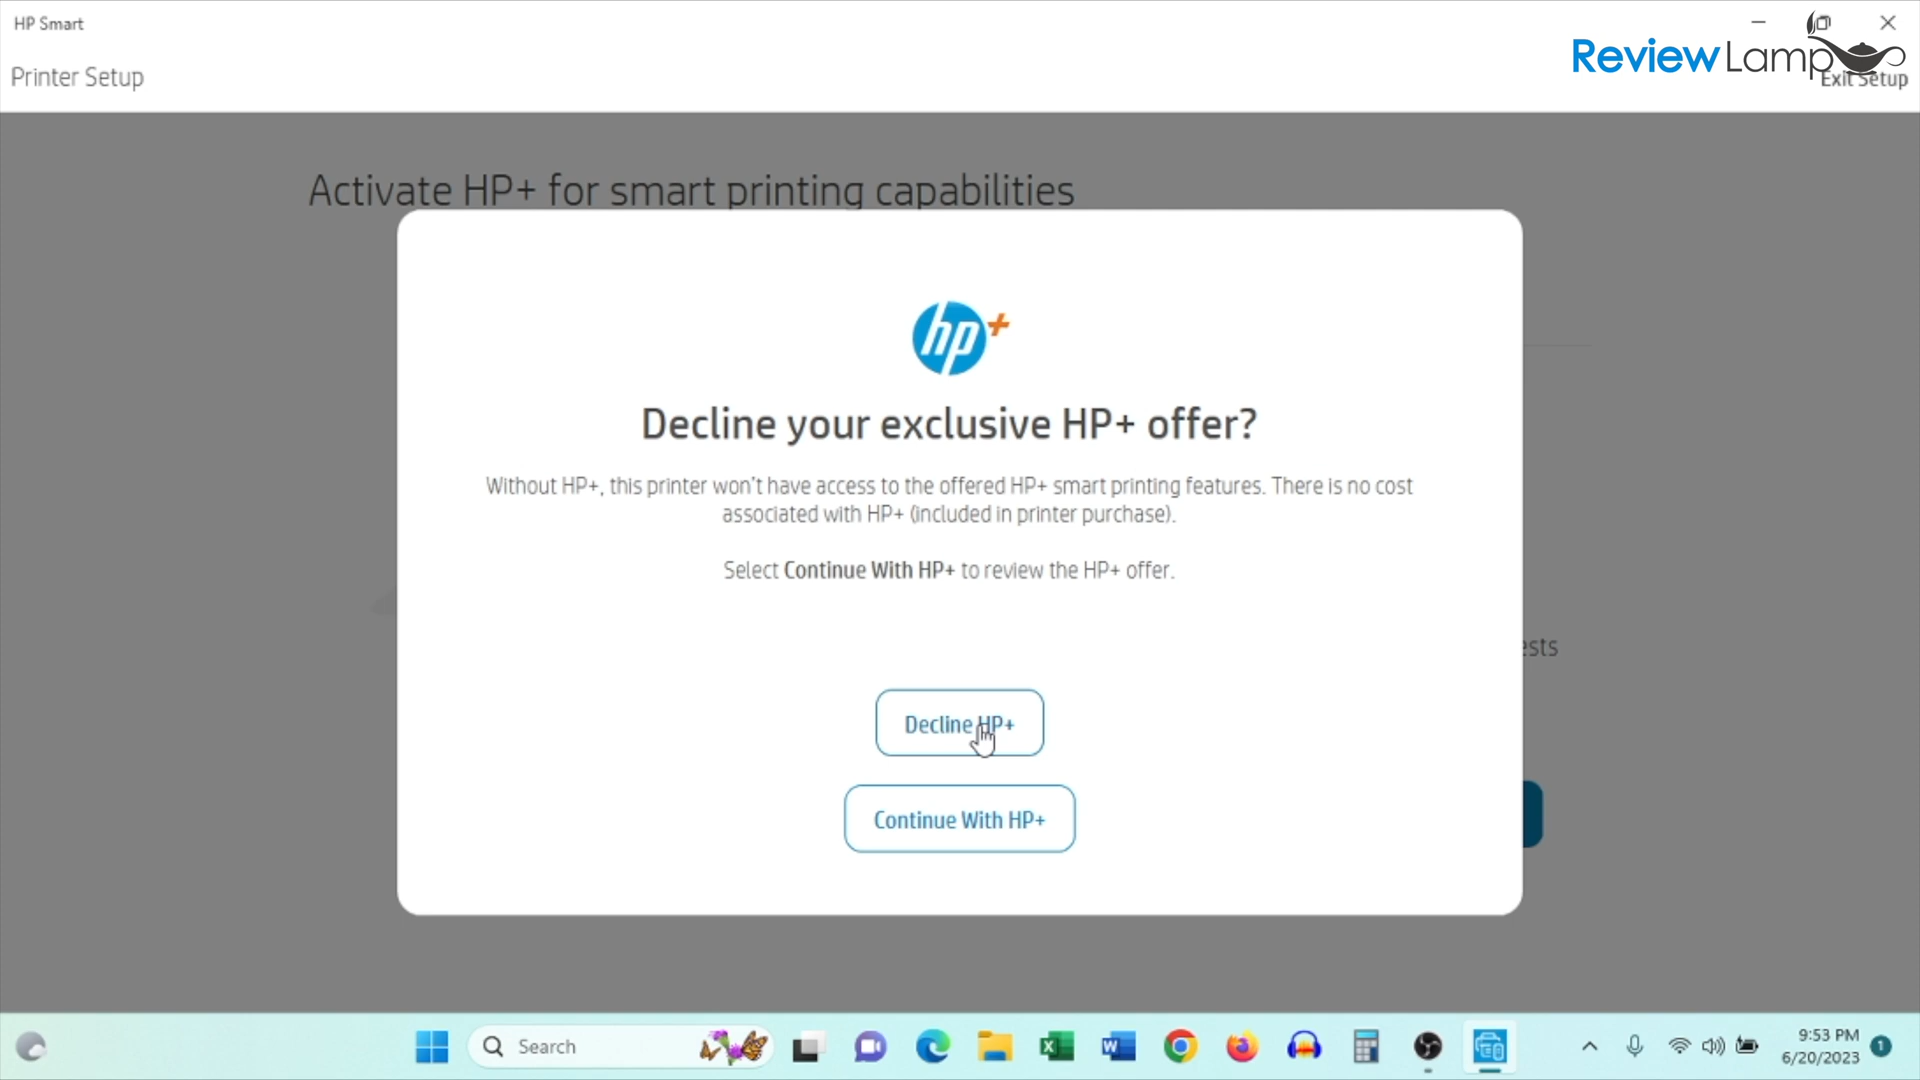 HP Smart
ReviewLamp
Printer Setup
Exit Setup
Activate HP+ for smart printing capabilities
hp+
Decline your exclusive HP+ offer?
Without HP+, this printer won't have access to the offered HP+ smart printing features. There is no cost
associated with HP+ (included in printer purchase).
Select Continue With HP+ to review the HP+ offer.
ests
Decline HP+
Continue With HP+
Search
9:53 PM
6/20/2023
1